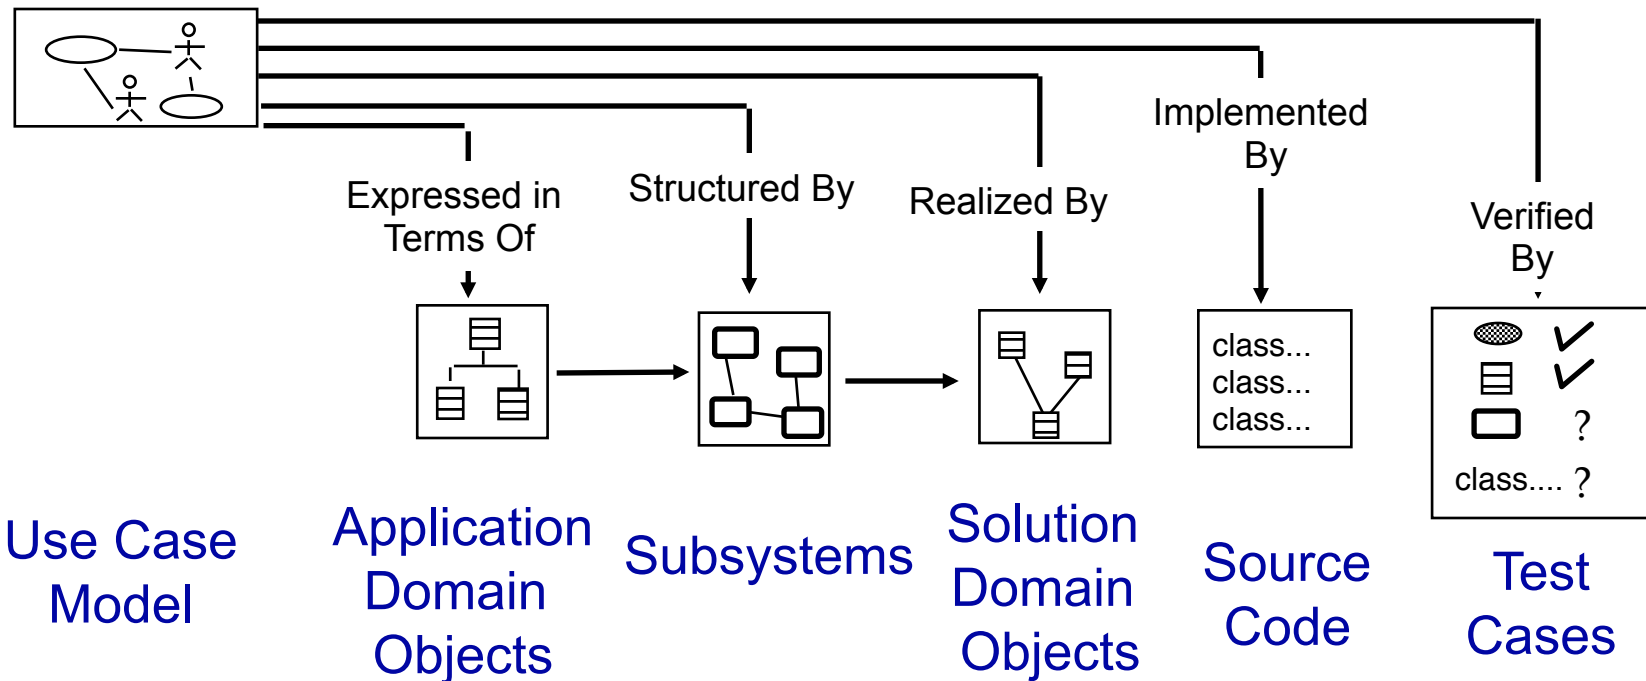 Expressed in
Terms Of
Structured By
Realized By
Implemented
By
Verified
By
class...
class...
class...
?
class.... ?
Use Case
Model
Application
Domain
Objects
Subsystems
Solution
Domain
Objects
Source
Code
Test
Cases